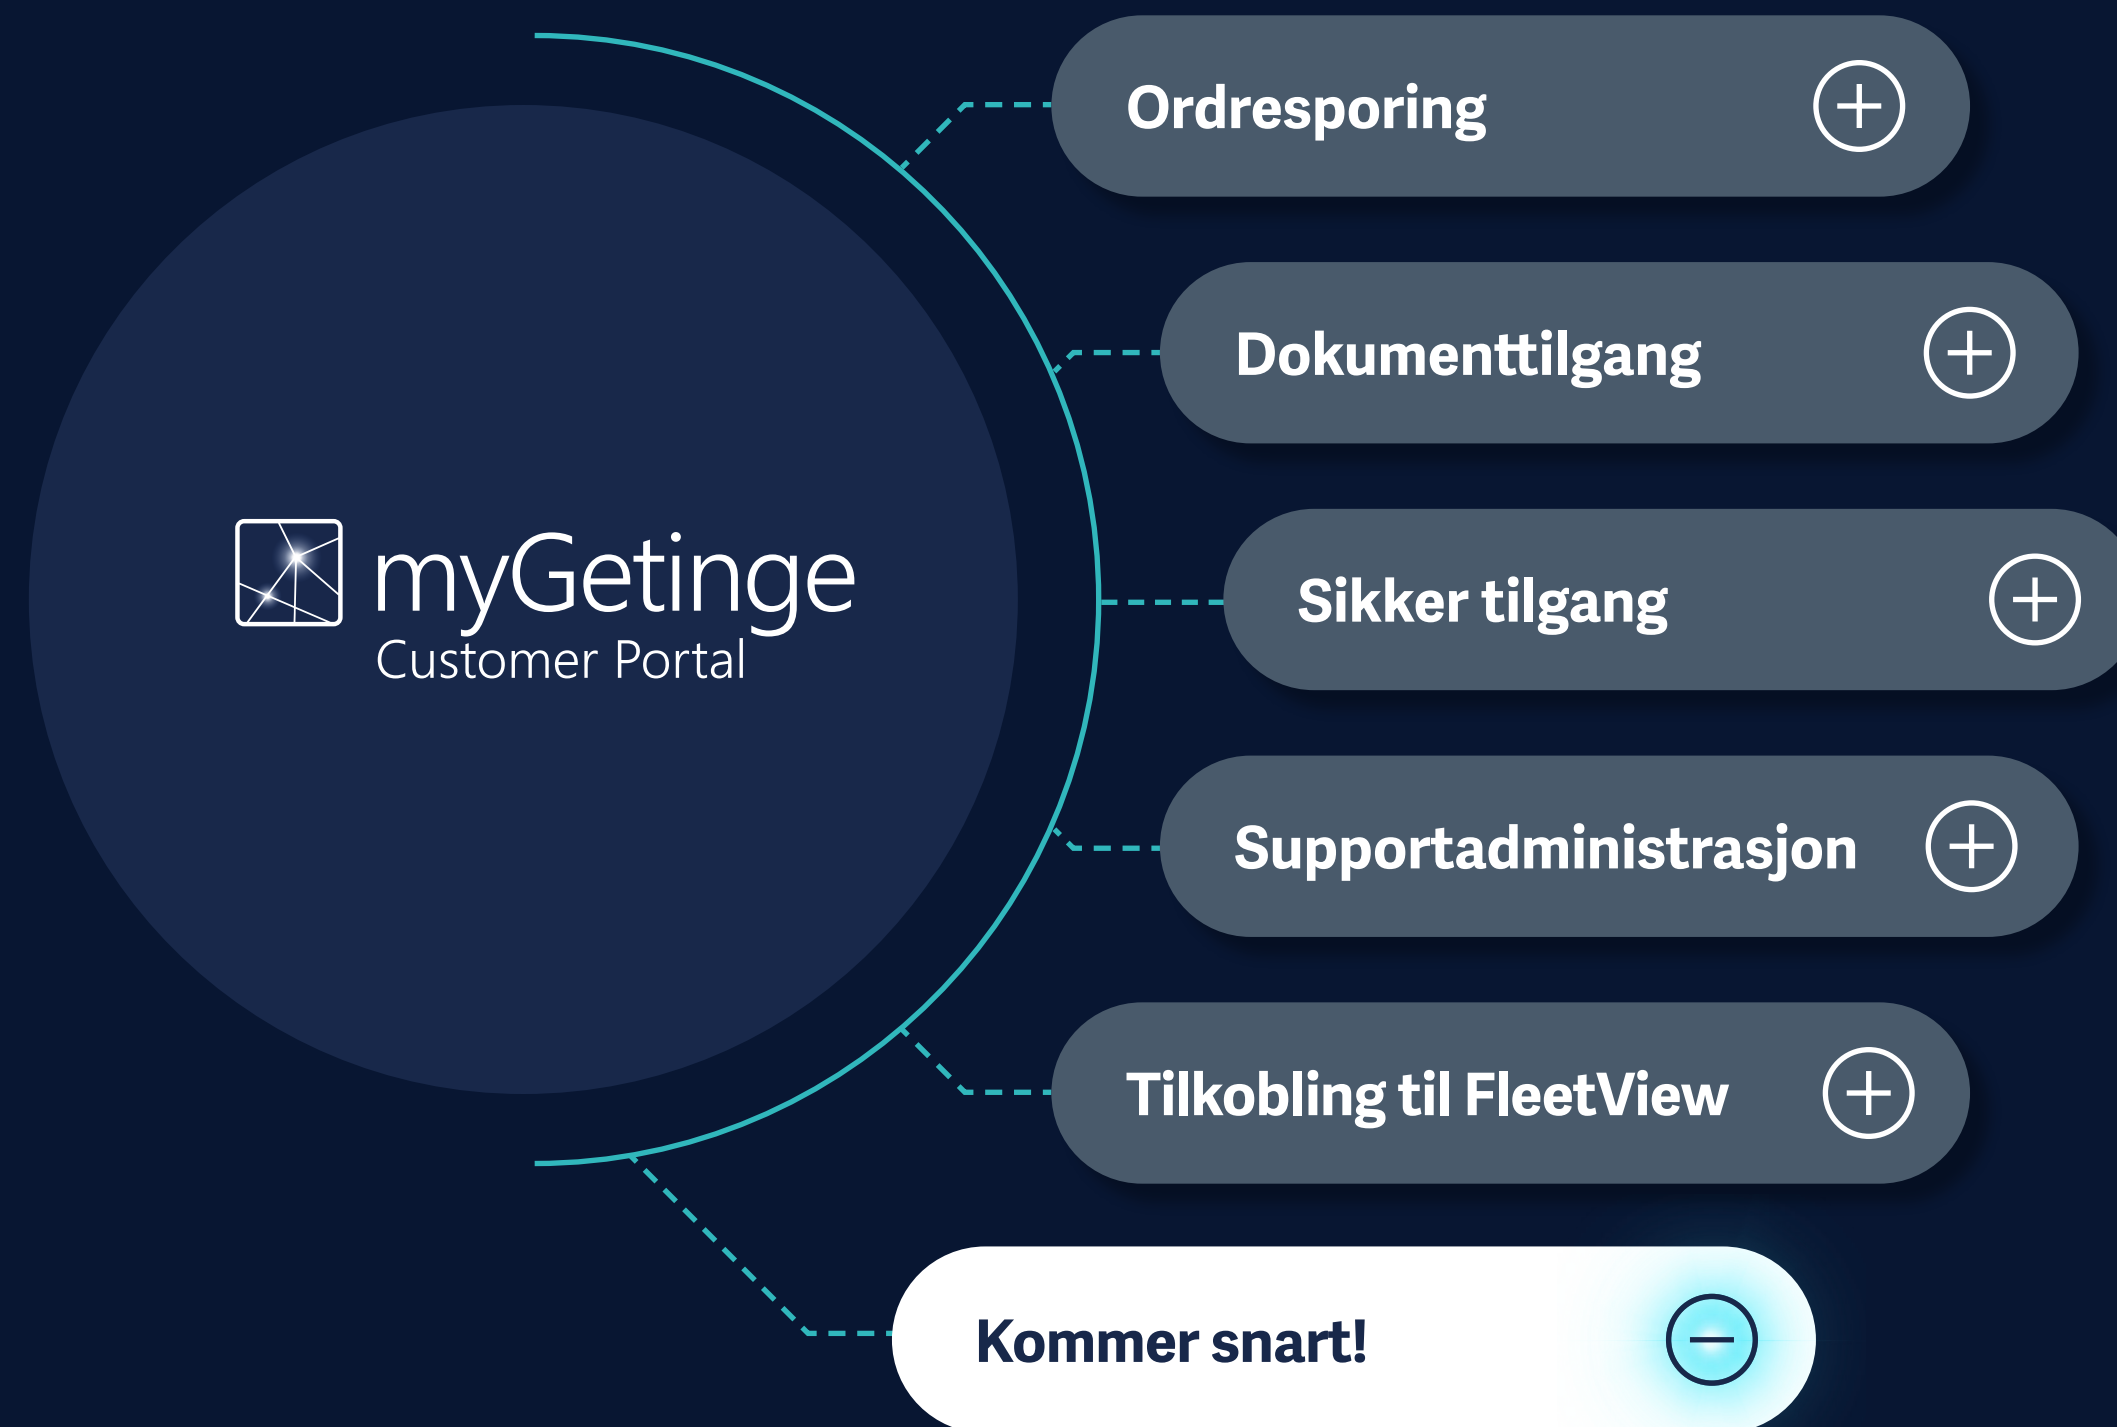 myGetinge
Customer Portal
Ordresporing
Dokumenttilgang
Sikker tilgang
Supportadministrasjon
Tilkobling til FleetView
Kommer snart!